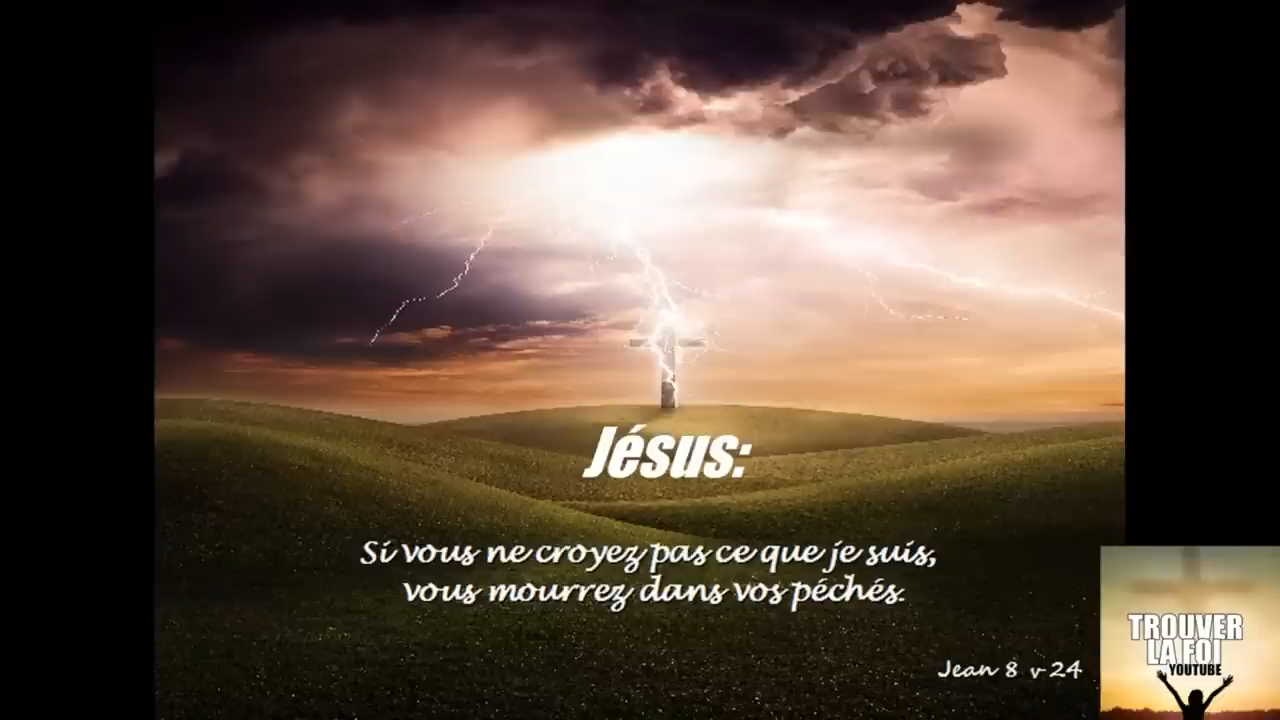 Jésus:
Si vous ne croyez pas ce que je suis,
vous mourrez dans vos péchés.
Jean 8 v 24
TROUVER
LA FOI
YOUTUBE